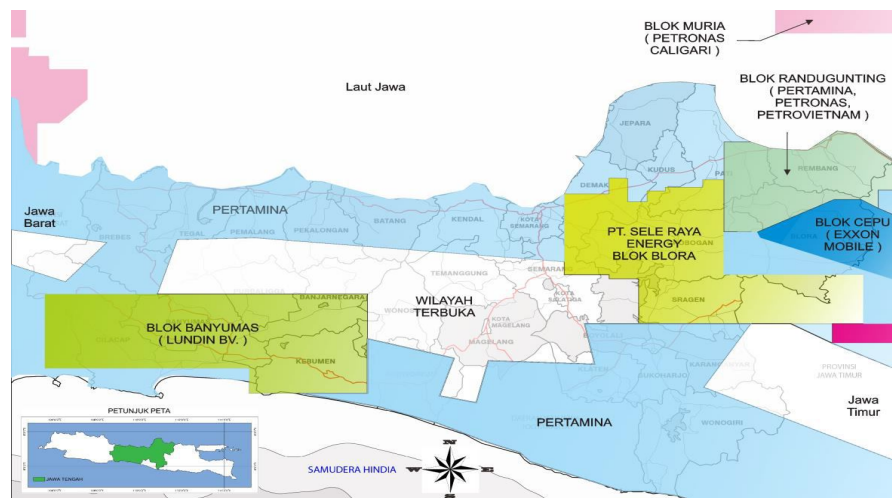 BLOK MURIA
( PETRONAS
CALIGARI )
Laut Jawa
BLOK RANDUGUNTING
( PERTAMINA,
PETRONAS,
PETROVIETNAM )
JEPARA
KUDUS
PATI
REMBANG
DEMAK
Jawa
Barat
PERTAMINA
BATANG
KENDAL
KOTA
SEMARANG
BREBES
TEGAL
PEMALANG
PEKALONGAN
PT. SELE RAYA
ENERGY
BLOK BLORA
BLOK CEPU
( EXXON
MOBILE )
BLORA
TEMANGGUNG
WILAYAH
TERBUKA
KOTA
SALATIGA
SRAGEN
BANJARNEGARA
BLOK BANYUMAS
( LUNDIN BV. )
KOTA
MAGELANG
MAGELANG
CILACAP
KEBUMEN
KLATEN
SUKOHARJO
PROVINSI
JAWA TIMUR
Jawa
Timur
PERTAMINA
WONOGIRI
PETUNJUK PETA
JAWA TENGAH
SAMUDERA HINDIA
N
W
E
S